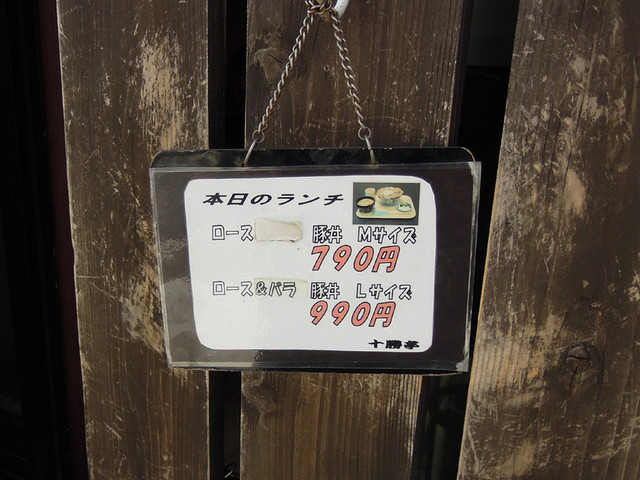 本日のランチ
ロース 豚丼 Mサイズ
790円
ロース&バラ 豚丼 Lサイズ
990円
十勝亭